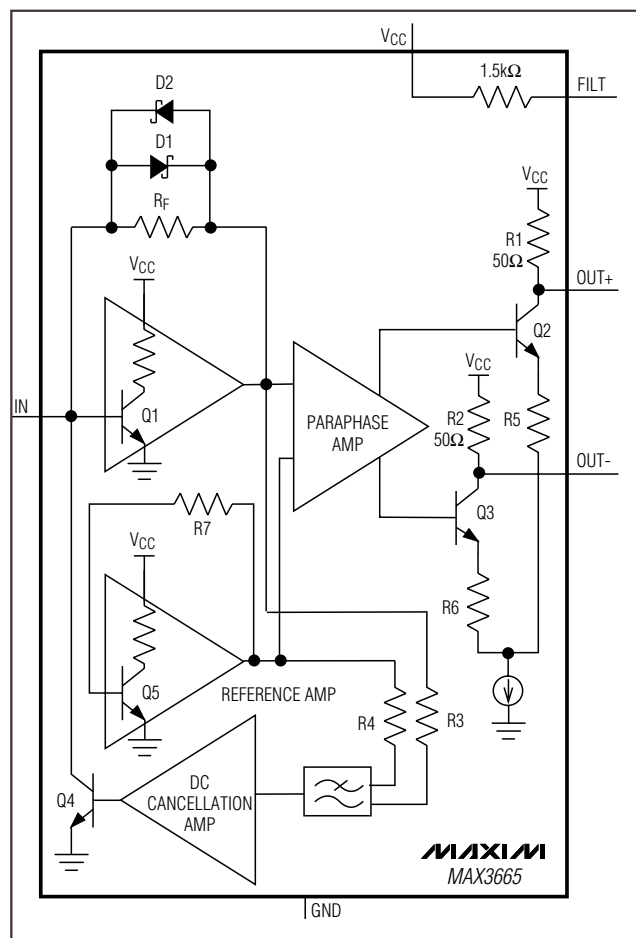 VCC
1.5kΩ
FILT
D2
D1
RF
VCC
R1
50Ω
OUT+
VCC
Q2
IN
Q1
PARAPHASE
AMP
VCC
R2
50Ω
R5
OUT-
R7
Q3
VCC
R6
Q5
REFERENCE AMP
R4
R3
DC
CANCELLATION
AMP
Q4
MAXIM
MAX3665
GND